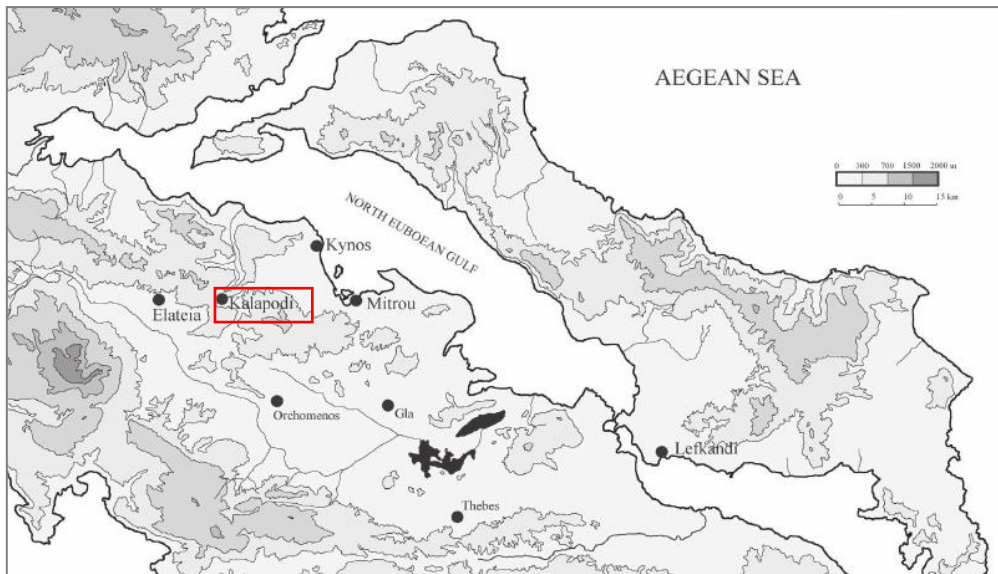 AEGEAN SEA
0 300 700 1500 2000 m
0 5 10 15 km
NORTH EUBOEAN GULF
Kynos
Kalapodi
Elateia
Mitrou
Orchomenos
Gla
Lefkandi
Thebes